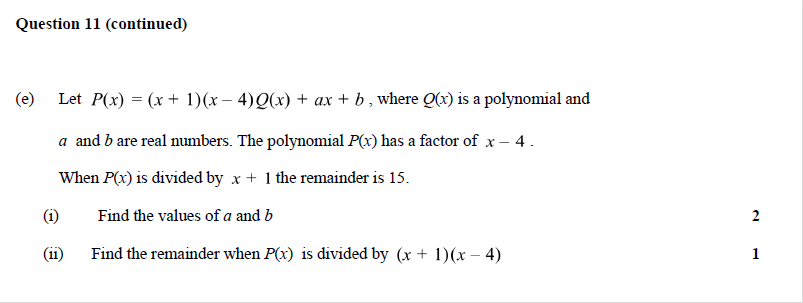 Question 11 (continued)
(e) Let P(x) = (x + 1)(x – 4)Q(x) + ax + b , where Q(x) is a polynomial and
a and b are real numbers. The polynomial P(x) has a factor of x – 4 .
When P(x) is divided by x + 1 the remainder is 15.
(i) Find the values of a and b 2
(ii) Find the remainder when P(x) is divided by (x + 1)(x – 4) 1